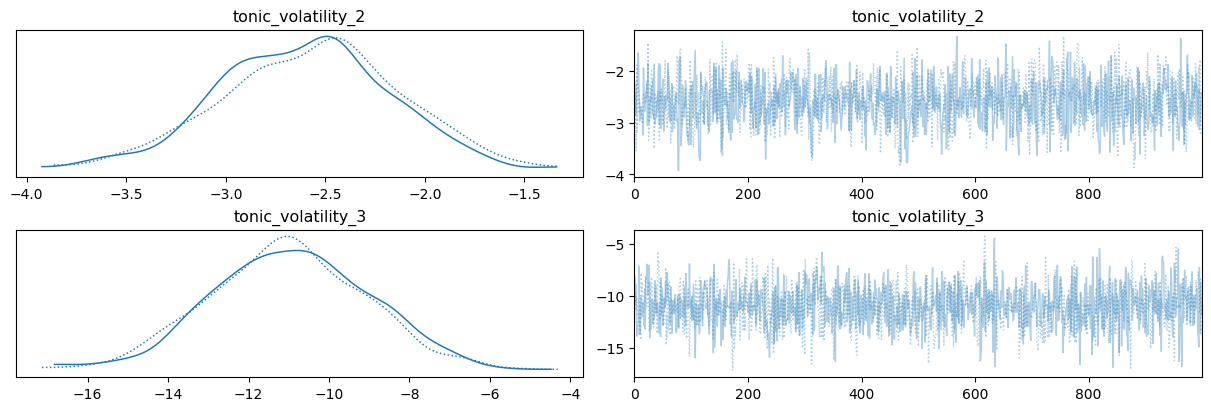 tonic_volatility_2
tonic_volatility_2
−2
−3
−4
−4.0 −3.5 −3.0 −2.5 −2.0 −1.5
0 200 400 600 800
tonic_volatility_3
tonic_volatility_3
−5
−10
−15
−16 −14 −12 −10 −8 −6 −4
0 200 400 600 800